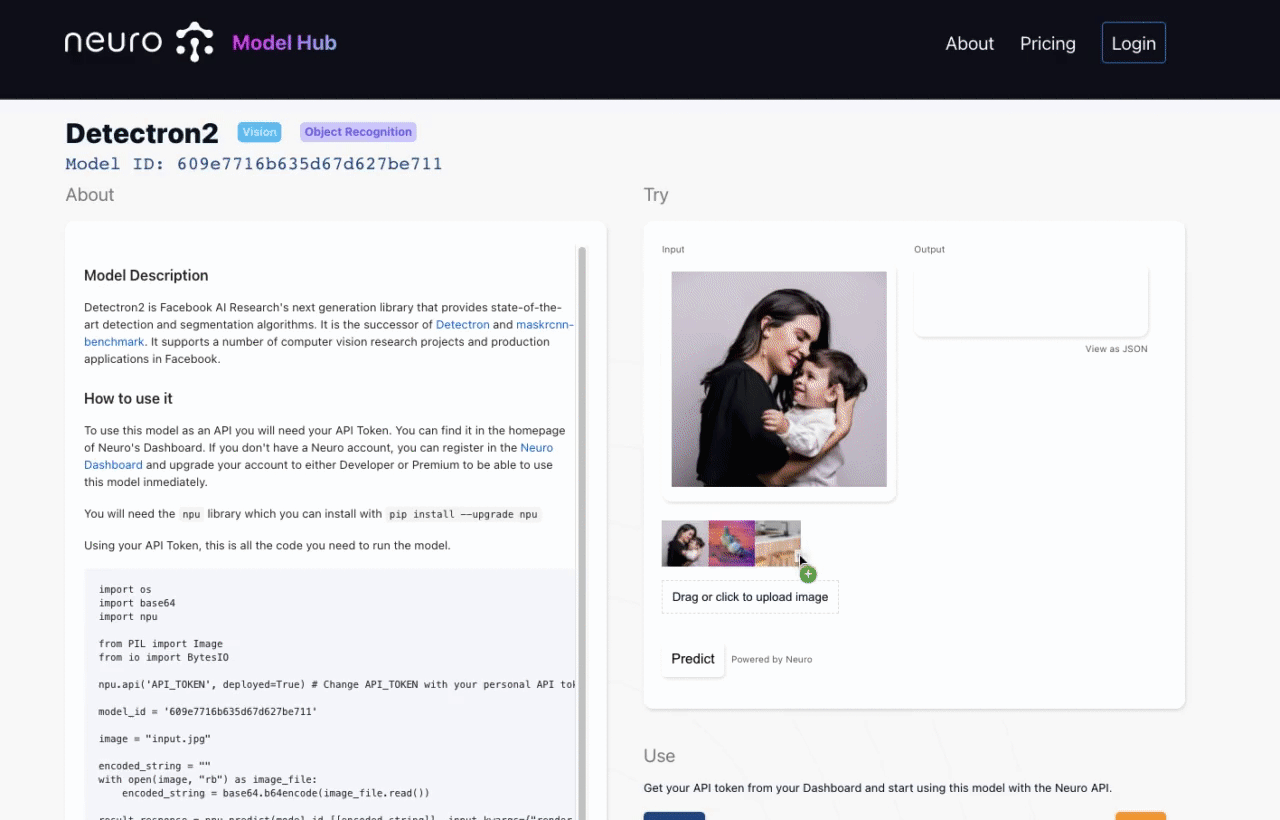 neuro Model Hub
About Pricing Login
Detectron2 Vision Object Recognition
Model ID: 609e7716b635d67d627be711
About
Model Description
Detectron2 is Facebook AI Research's next generation library that provides state-of-the-
art detection and segmentation algorithms. It is the successor of Detectron and maskrcnn-
benchmark. It supports a number of computer vision research projects and production
applications in Facebook.
How to use it
To use this model as an API you will need your API Token. You can find it in the homepage
of Neuro's Dashboard. If you don't have a Neuro account, you can register in the Neuro
Dashboard and upgrade your account to either Developer or Premium to be able to use
this model inmediately.
You will need the npu library which you can install with pip install --upgrade npu
Using your API Token, this is all the code you need to run the model.
import os
import base64
import npu
from PIL import Image
from io import BytesIO
npu.api('API_TOKEN', deployed=True) # Change API_TOKEN with your personal API tok
model_id = '609e7716b635d67d627be711'
image = "input.jpg"
encoded_string = ""
with open(image, "rb") as image_file:
    encoded_string = base64.b64encode(image_file.read())
Try
Input
Output
View as JSON
Drag or click to upload image
Predict Powered by Neuro
Use
Get your API token from your Dashboard and start using this model with the Neuro API.